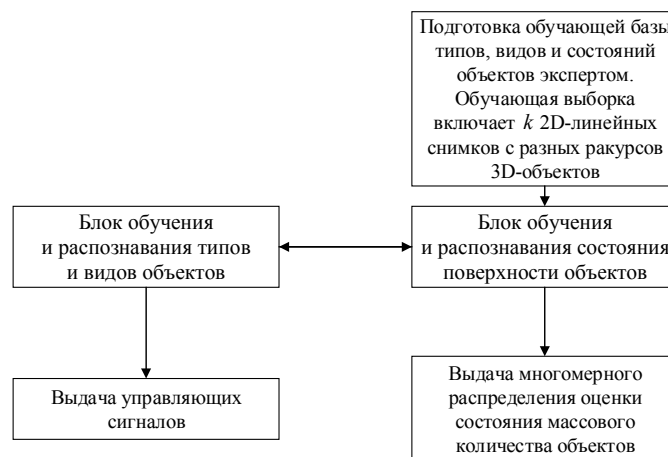 Подготовка обучающей базы
типов, видов и состояний
объектов экспертом.
Обучающая выборка
включает k 2D-линейных
снимков с разных ракурсов
3D-объектов
Блок обучения
и распознавания типов
и видов объектов
Блок обучения
и распознавания состояния
поверхности объектов
Выдача управляющих
сигналов
Выдача многомерного
распределения оценки
состояния массового
количества объектов